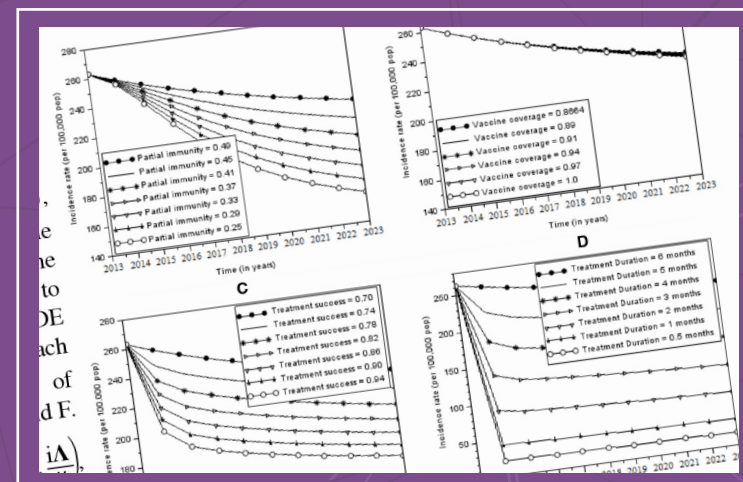 280
260
240
220
200
180
160
140
Incidence rate (per 100,000 pop)
Partial immunity = 0.49
Partial immunity = 0.45
Partial immunity = 0.41
Partial immunity = 0.37
Partial immunity = 0.33
Partial immunity = 0.29
Partial immunity = 0.25
2013 2014 2015 2016 2017 2018 2019 2020 2021 2022 2023
Time (in years)
260
240
220
200
180
160
140
Incidence rate (per 100,000 pop)
Vaccine coverage = 0.8664
Vaccine coverage = 0.89
Vaccine coverage = 0.91
Vaccine coverage = 0.94
Vaccine coverage = 0.97
Vaccine coverage = 1.0
2013 2014 2015 2016 2017 2018 2019 2020 2021 2022 2023
Time (in years)
to
of
d F.
iΛ
C
280
260
240
220
200
180
rate (per 100,000 pop)
Treatment success = 0.70
Treatment success = 0.74
Treatment success = 0.78
Treatment success = 0.82
Treatment success = 0.86
Treatment success = 0.90
Treatment success = 0.94
D
250
200
150
100
50
Incidence rate (per 100,000 pop)
Treatment Duration = 6 months
Treatment Duration = 5 months
Treatment Duration = 4 months
Treatment Duration = 3 months
Treatment Duration = 2 months
Treatment Duration = 1 months
Treatment Duration = 0.5 months
2018 2019 2020 2021 2022